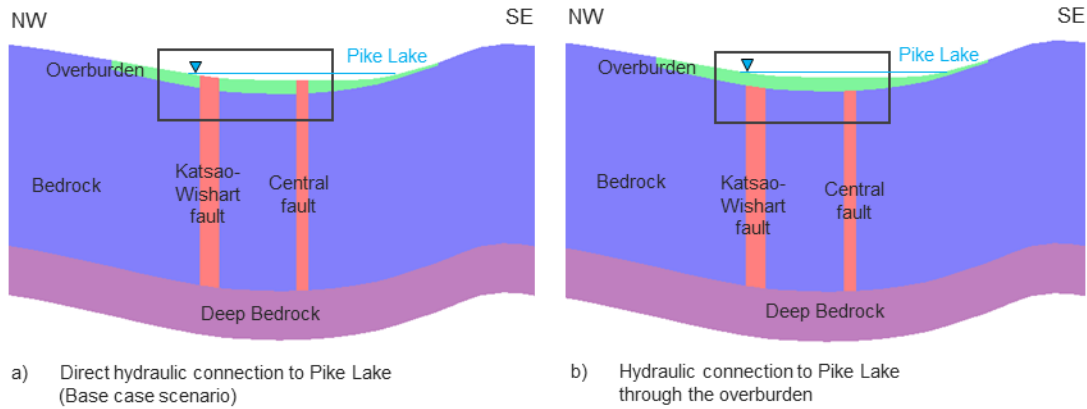 NW
SE
Pike Lake
Overburden
Bedrock
Katsao-
Wishart
fault
Central
fault
Deep Bedrock
a) Direct hydraulic connection to Pike Lake
(Base case scenario)
NW
SE
Pike Lake
Overburden
Bedrock
Katsao-
Wishart
fault
Central
fault
Deep Bedrock
b) Hydraulic connection to Pike Lake
through the overburden